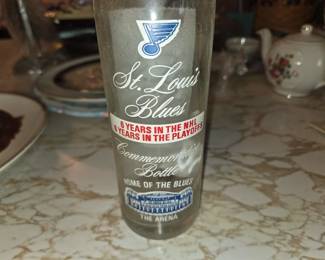 St. Louis
Blues
6 YEARS IN THE NHL
6 YEARS IN THE PLAYOFFS
Commemorative
Bottle
HOME OF THE BLUES
THE ARENA